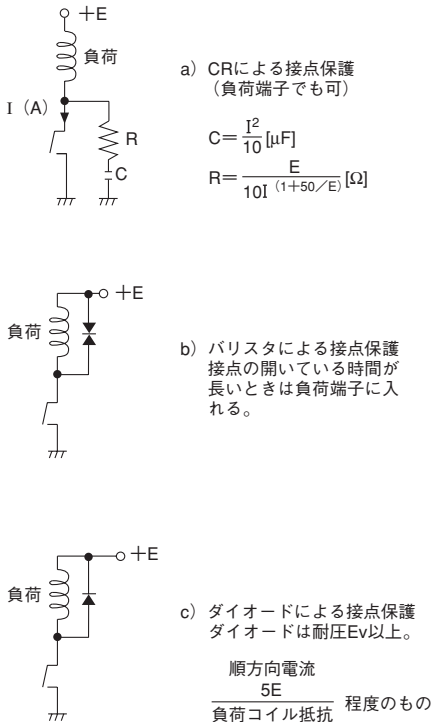 +E
負荷
I (A)
R
C
a) CRによる接点保護
(負荷端子でも可)
C=I²/10[μF]
R=E/10I^(1+50/E)[Ω]
+E
負荷
b) バリスタによる接点保護
接点の開いている時間が
長いときは負荷端子に入
れる。
+E
負荷
c) ダイオードによる接点保護
ダイオードは耐圧Ev以上。
順方向電流
5E/負荷コイル抵抗 程度のもの